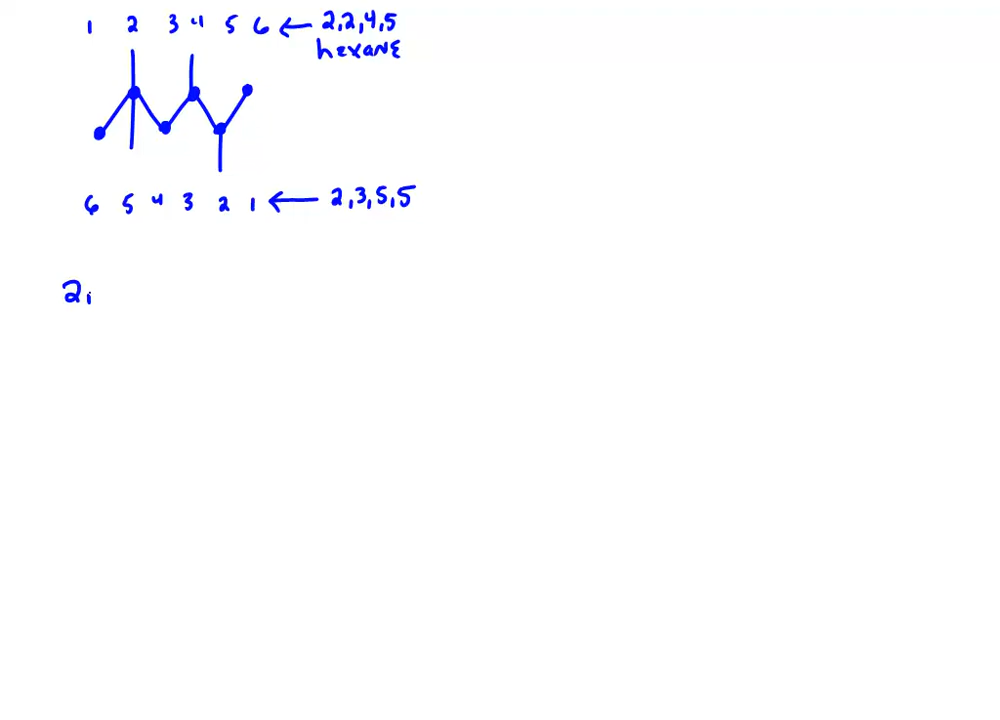 1 2 3 4 5 6 ← 2,2,4,5
hexane
6 5 4 3 2 1 ← 2,3,5,5
2,